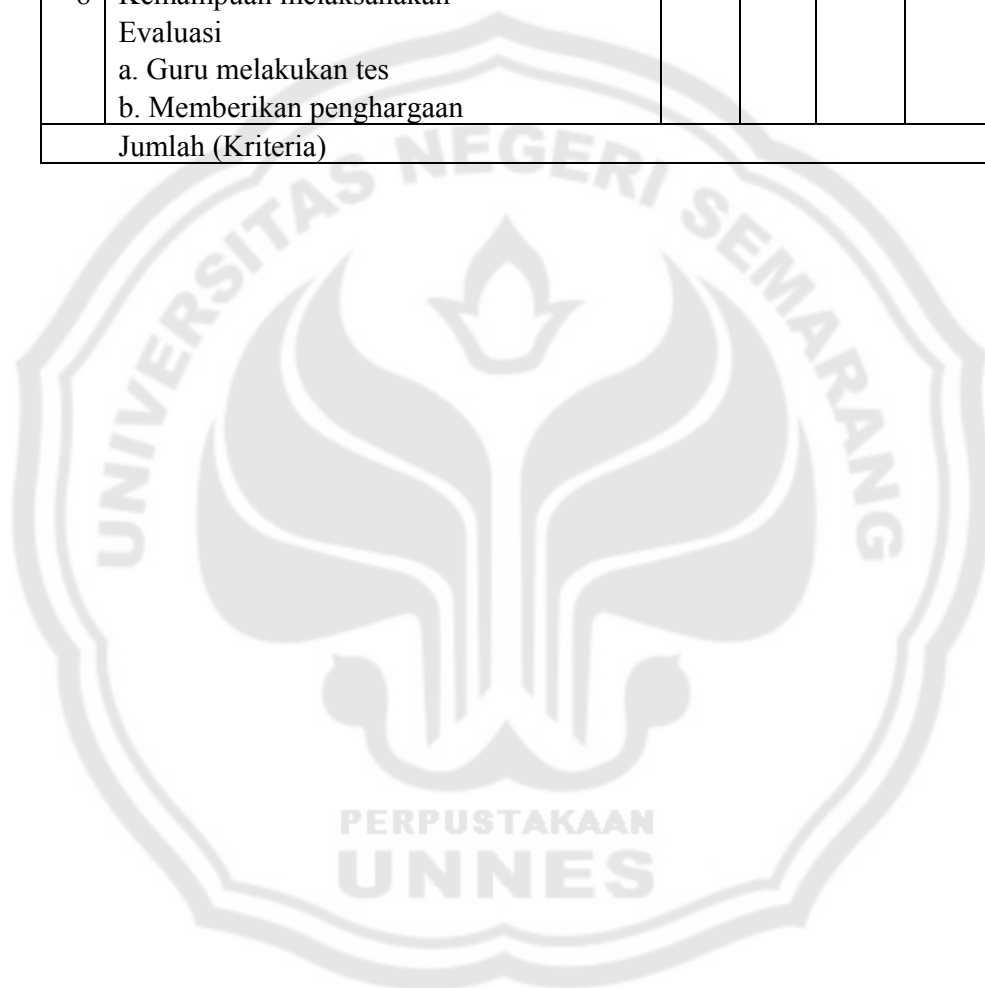 Kemampuan melaksanakan
Evaluasi
a. Guru melakukan tes
b. Memberikan penghargaan
Jumlah (Kriteria)
UNIVERSITAS NEGERI SEMARANG
PERPUSTAKAAN
UNNES